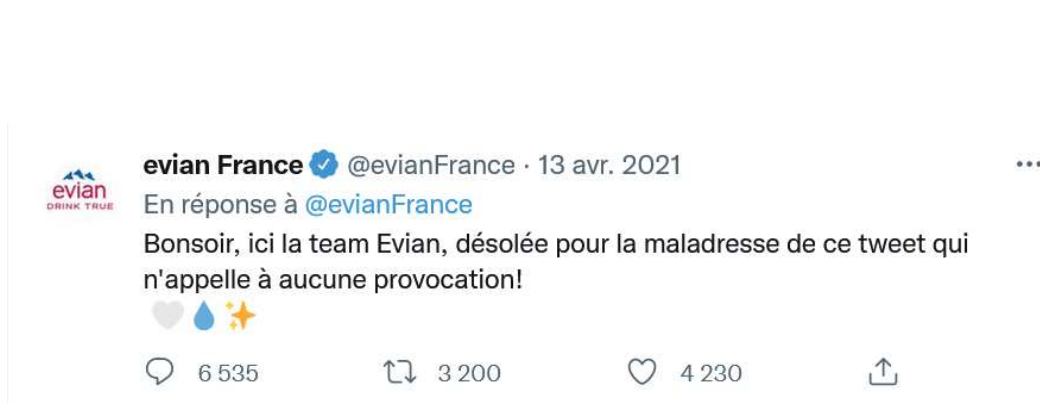 evian France @evianFrance · 13 avr. 2021
evian
DRINK TRUE
En réponse à @evianFrance
Bonsoir, ici la team Evian, désolée pour la maladresse de ce tweet qui
n'appelle à aucune provocation!
🤍💧✨
6 535 3 200 4 230